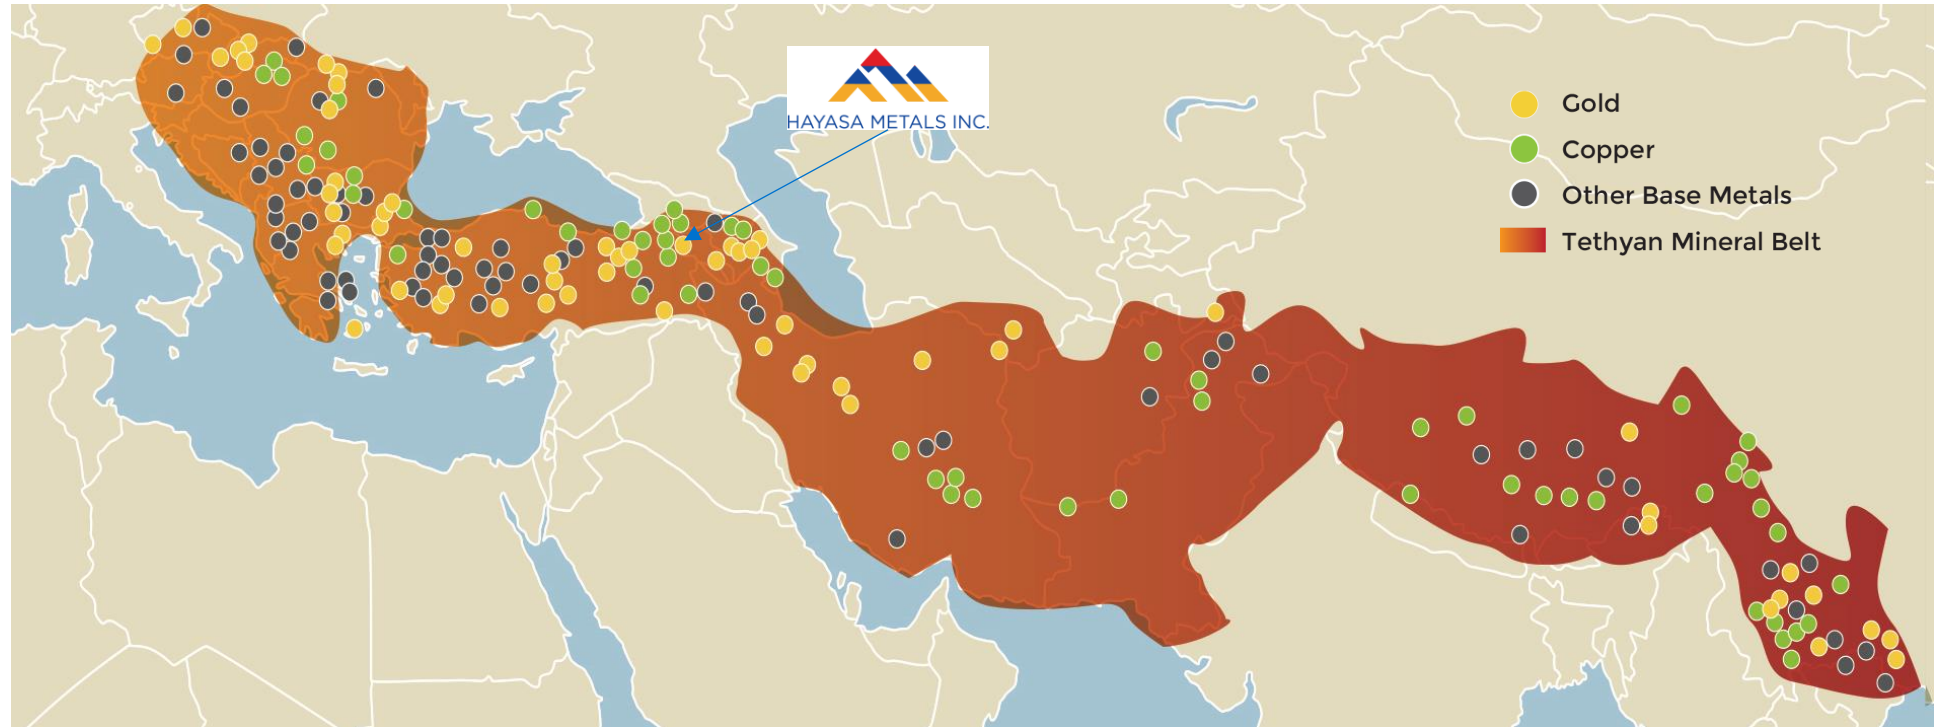 HAYASA METALS INC.
Gold
Copper
Other Base Metals
Tethyan Mineral Belt